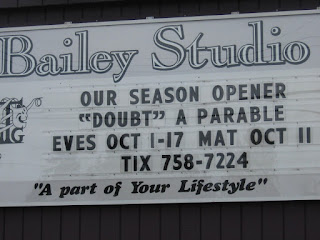 Bailey Studio
OUR SEASON OPENER
"DOUBT" A PARABLE
EVES OCT 1-17 MAT OCT 11
TIX 758-7224
"A part of Your Lifestyle"